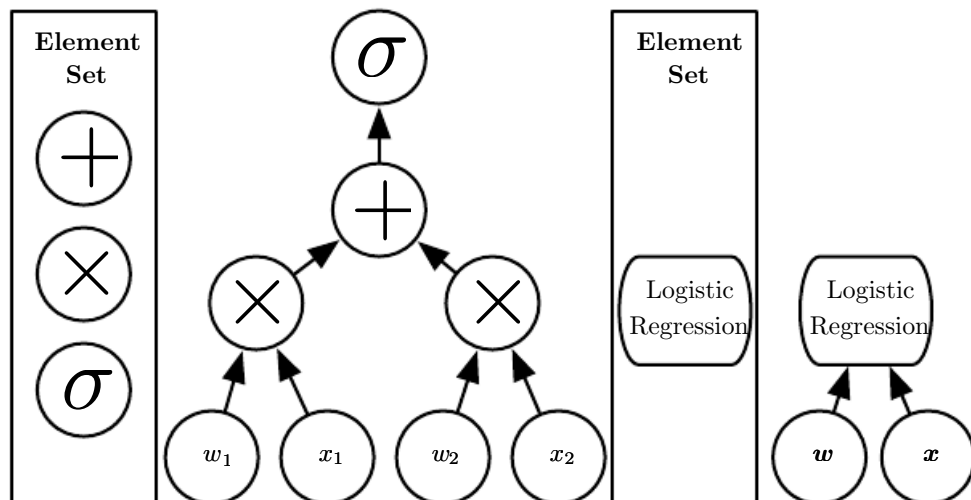 Element
Set
+
×
σ
σ
+
×
×
w₁
x₁
w₂
x₂
Element
Set
Logistic
Regression
Logistic
Regression
w
x